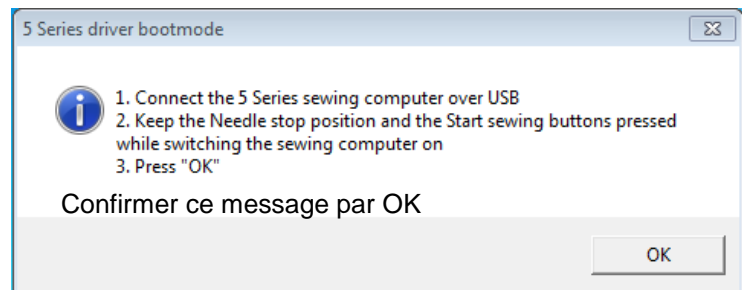 5 Series driver bootmode
1. Connect the 5 Series sewing computer over USB
2. Keep the Needle stop position and the Start sewing buttons pressed
while switching the sewing computer on
3. Press "OK"
Confirmer ce message par OK
OK